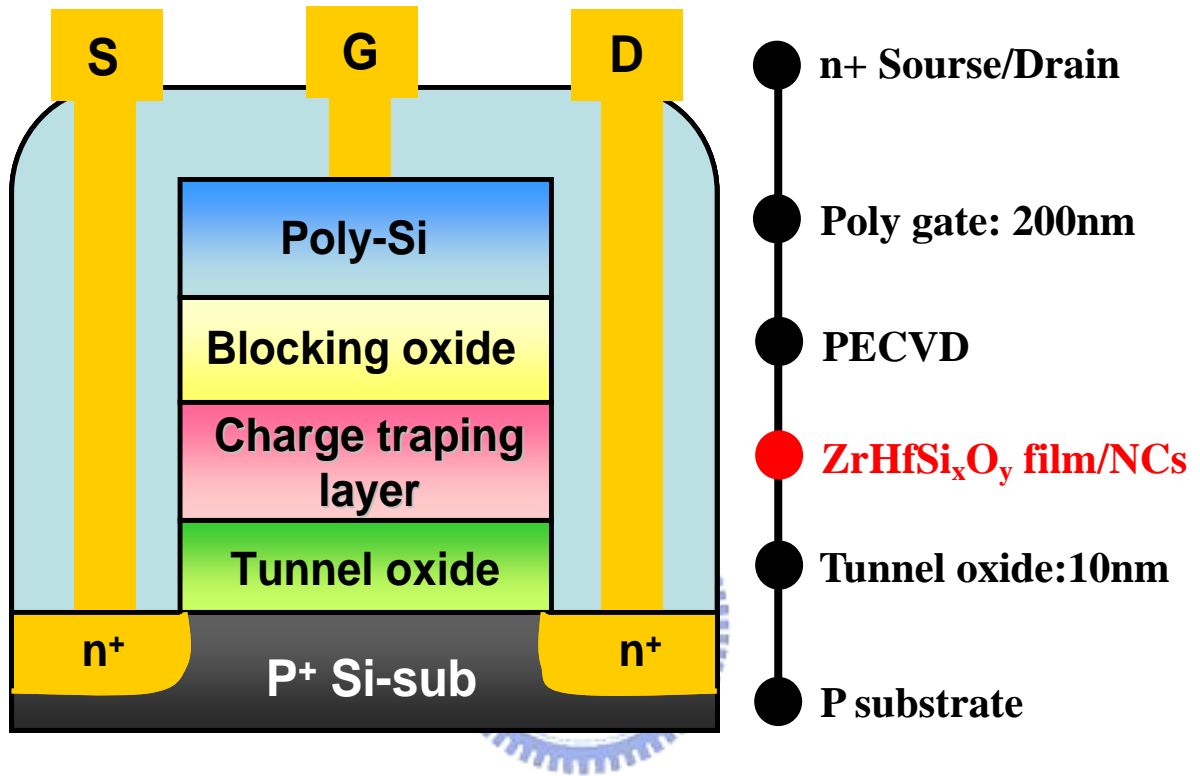 S
G
D
Poly-Si
Blocking oxide
Charge traping
layer
Tunnel oxide
n⁺
n⁺
P⁺ Si-sub
n+ Sourse/Drain
Poly gate: 200nm
PECVD
ZrHfSiₓOᵧ film/NCs
Tunnel oxide:10nm
P substrate